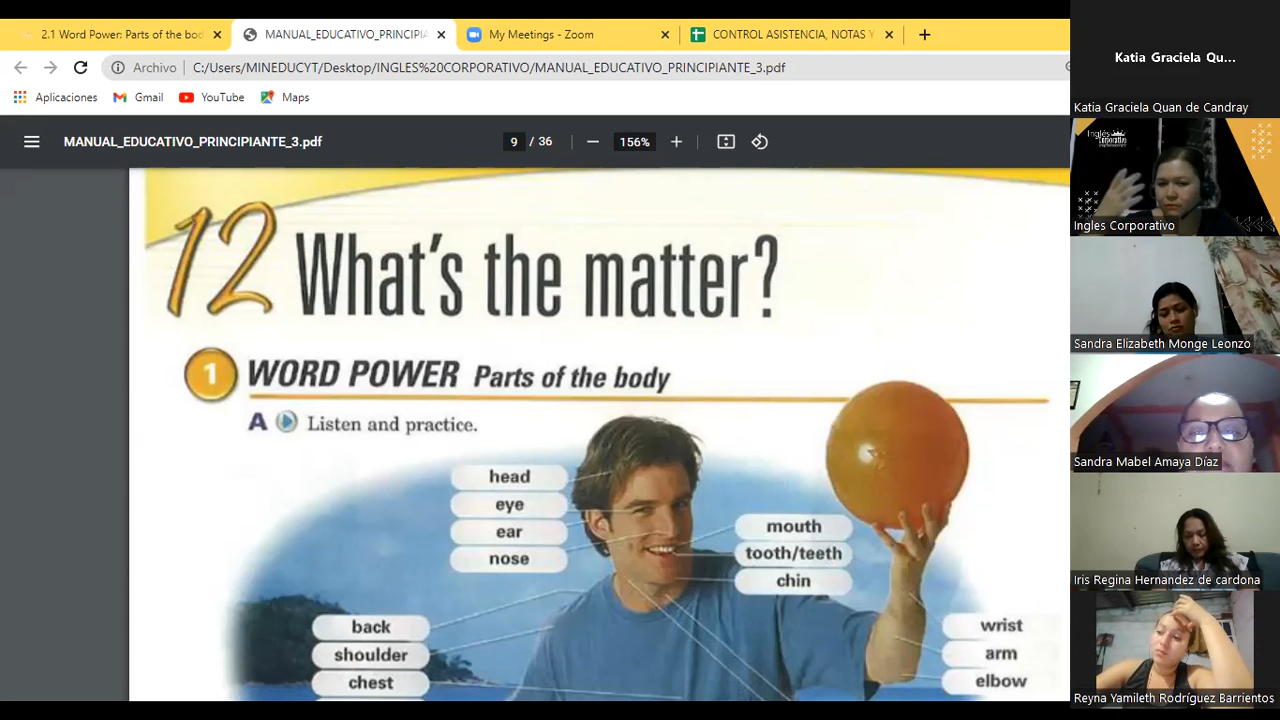 2.1 Word Power: Parts of the bod
MANUAL_EDUCATIVO_PRINCIPIA
My Meetings - Zoom
CONTROL ASISTENCIA, NOTAS Y
Archivo
C:/Users/MINEDUCYT/Desktop/INGLES%20CORPORATIVO/MANUAL_EDUCATIVO_PRINCIPIANTE_3.pdf
Aplicaciones
Gmail
YouTube
Maps
MANUAL_EDUCATIVO_PRINCIPIANTE_3.pdf
9 / 36
156%
12 What's the matter?
1 WORD POWER Parts of the body
A Listen and practice.
head
eye
ear
nose
mouth
tooth/teeth
chin
back
shoulder
chest
wrist
arm
elbow
Katia Graciela Qu...
Katia Graciela Quan de Candray
Inglés
Corporativo
Ingles Corporativo
Sandra Elizabeth Monge Leonzo
Sandra Mabel Amaya Díaz
Iris Regina Hernandez de cardona
Reyna Yamileth Rodríguez Barrientos